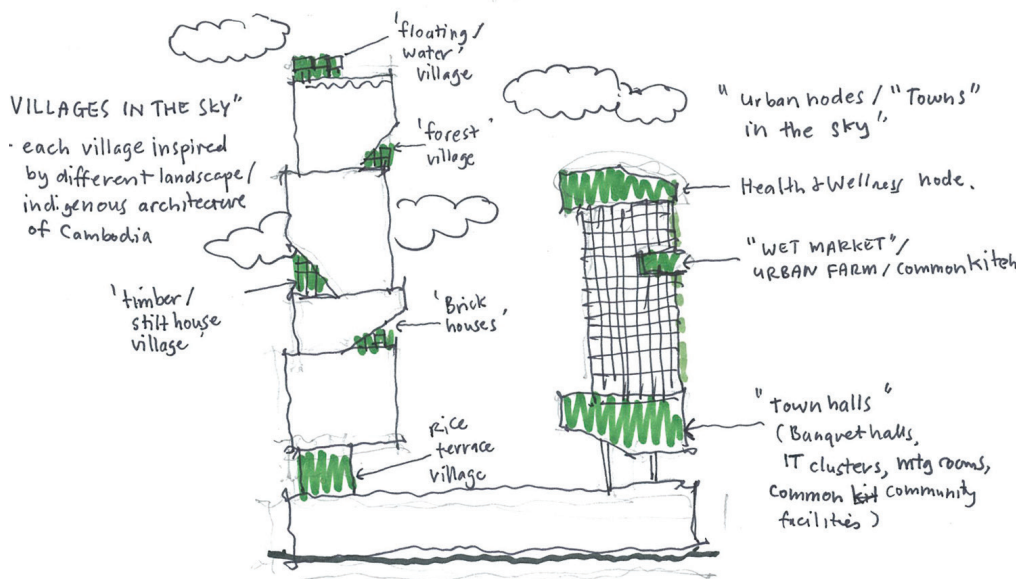 VILLAGES IN THE SKY"
· each village inspired
by different landscape/
indigenous architecture
of Cambodia
'floating/
water'
village
'forest'
village
'timber/
stilt house
village'
'Brick
houses'
rice
terrace
village
"urban nodes / "Towns"
in the sky"
Health & Wellness node.
"WET MARKET"/
URBAN FARM/common kitch
"Town halls"
(Banquet halls,
IT clusters, mtg rooms,
common kit community
facilities)